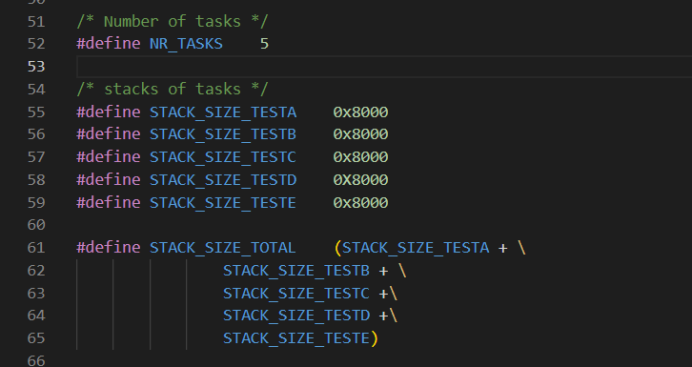 50
51 /* Number of tasks */
52 #define NR_TASKS    5
53
54 /* stacks of tasks */
55 #define STACK_SIZE_TESTA    0x8000
56 #define STACK_SIZE_TESTB    0x8000
57 #define STACK_SIZE_TESTC    0x8000
58 #define STACK_SIZE_TESTD    0x8000
59 #define STACK_SIZE_TESTE    0x8000
60
61 #define STACK_SIZE_TOTAL    (STACK_SIZE_TESTA + \
62                 STACK_SIZE_TESTB + \
63                 STACK_SIZE_TESTC +\
64                 STACK_SIZE_TESTD +\
65                 STACK_SIZE_TESTE)
66